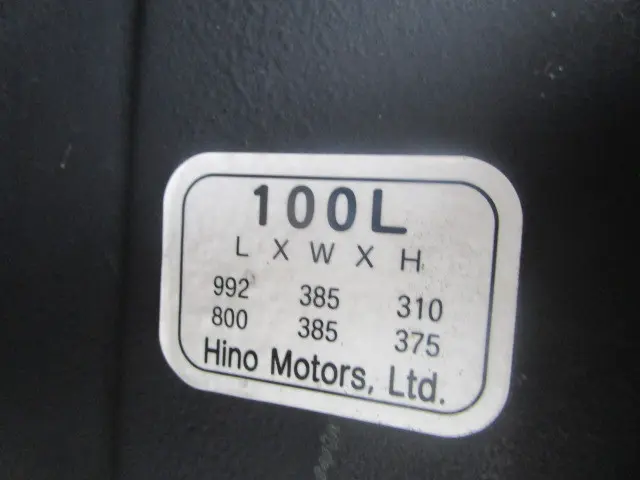 100L
L X W X H
992 385 310
800 385 375
Hino Motors, Ltd.